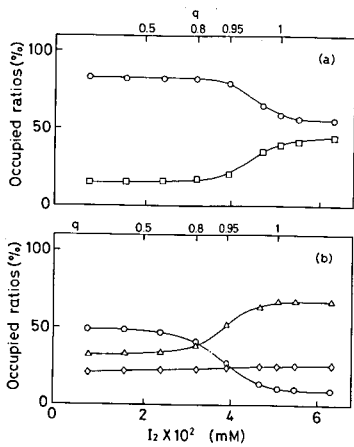 q
0.5 0.8 0.95 1
100
(a)
50
0
Occupied ratios(%)
q 0.5 0.8 0.95 1
100
(b)
50
0
Occupied ratios(%)
0 2 4 6
I₂ X 10² (mM)